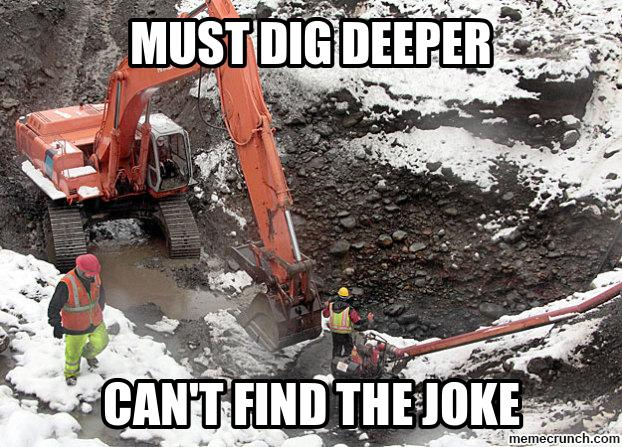 MUST DIG DEEPER
CAN'T FIND THE JOKE
memecrunch.com